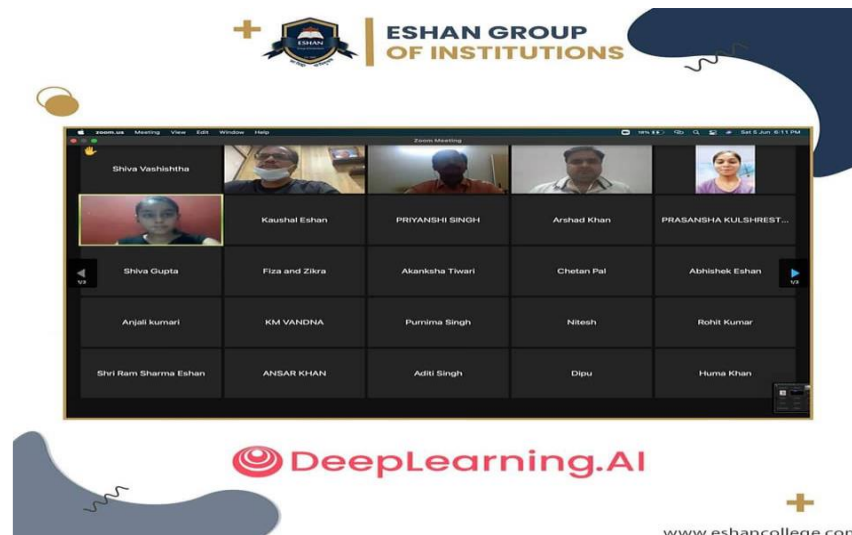 ESHAN GROUP
OF INSTITUTIONS
ESHAN
zoom.us Meeting View Edit Window Help
Sat 5 Jun 6:11 PM
Zoom Meeting
Shiva Vashishtha
Kaushal Eshan
PRIYANSHI SINGH
Arshad Khan
PRASANSHA KULSHREST...
Shiva Gupta
Fiza and Zikra
Akanksha Tiwari
Chetan Pal
Abhishek Eshan
1/2
1/2
Anjali kumari
KM VANDNA
Purnima Singh
Nitesh
Rohit Kumar
Shri Ram Sharma Eshan
ANSAR KHAN
Aditi Singh
Dipu
Huma Khan
DeepLearning.AI
www.eshancollege.com